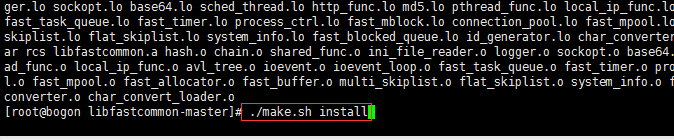 ger.lo sockopt.lo base64.lo sched_thread.lo http_func.lo md5.lo pthread_func.lo local_ip_func.lo
fast_task_queue.lo fast_timer.lo process_ctrl.lo fast_mblock.lo connection_pool.lo fast_mpool.lo
skiplist.lo flat_skiplist.lo system_info.lo fast_blocked_queue.lo id_generator.lo char_converter
ar rcs libfastcommon.a hash.o chain.o shared_func.o ini_file_reader.o logger.o sockopt.o base64.
ad_func.o local_ip_func.o avl_tree.o ioevent.o ioevent_loop.o fast_task_queue.o fast_timer.o pro
l.o fast_mpool.o fast_allocator.o fast_buffer.o multi_skiplist.o flat_skiplist.o system_info.o f
converter.o char_convert_loader.o
[root@bogon libfastcommon-master]# ./make.sh install